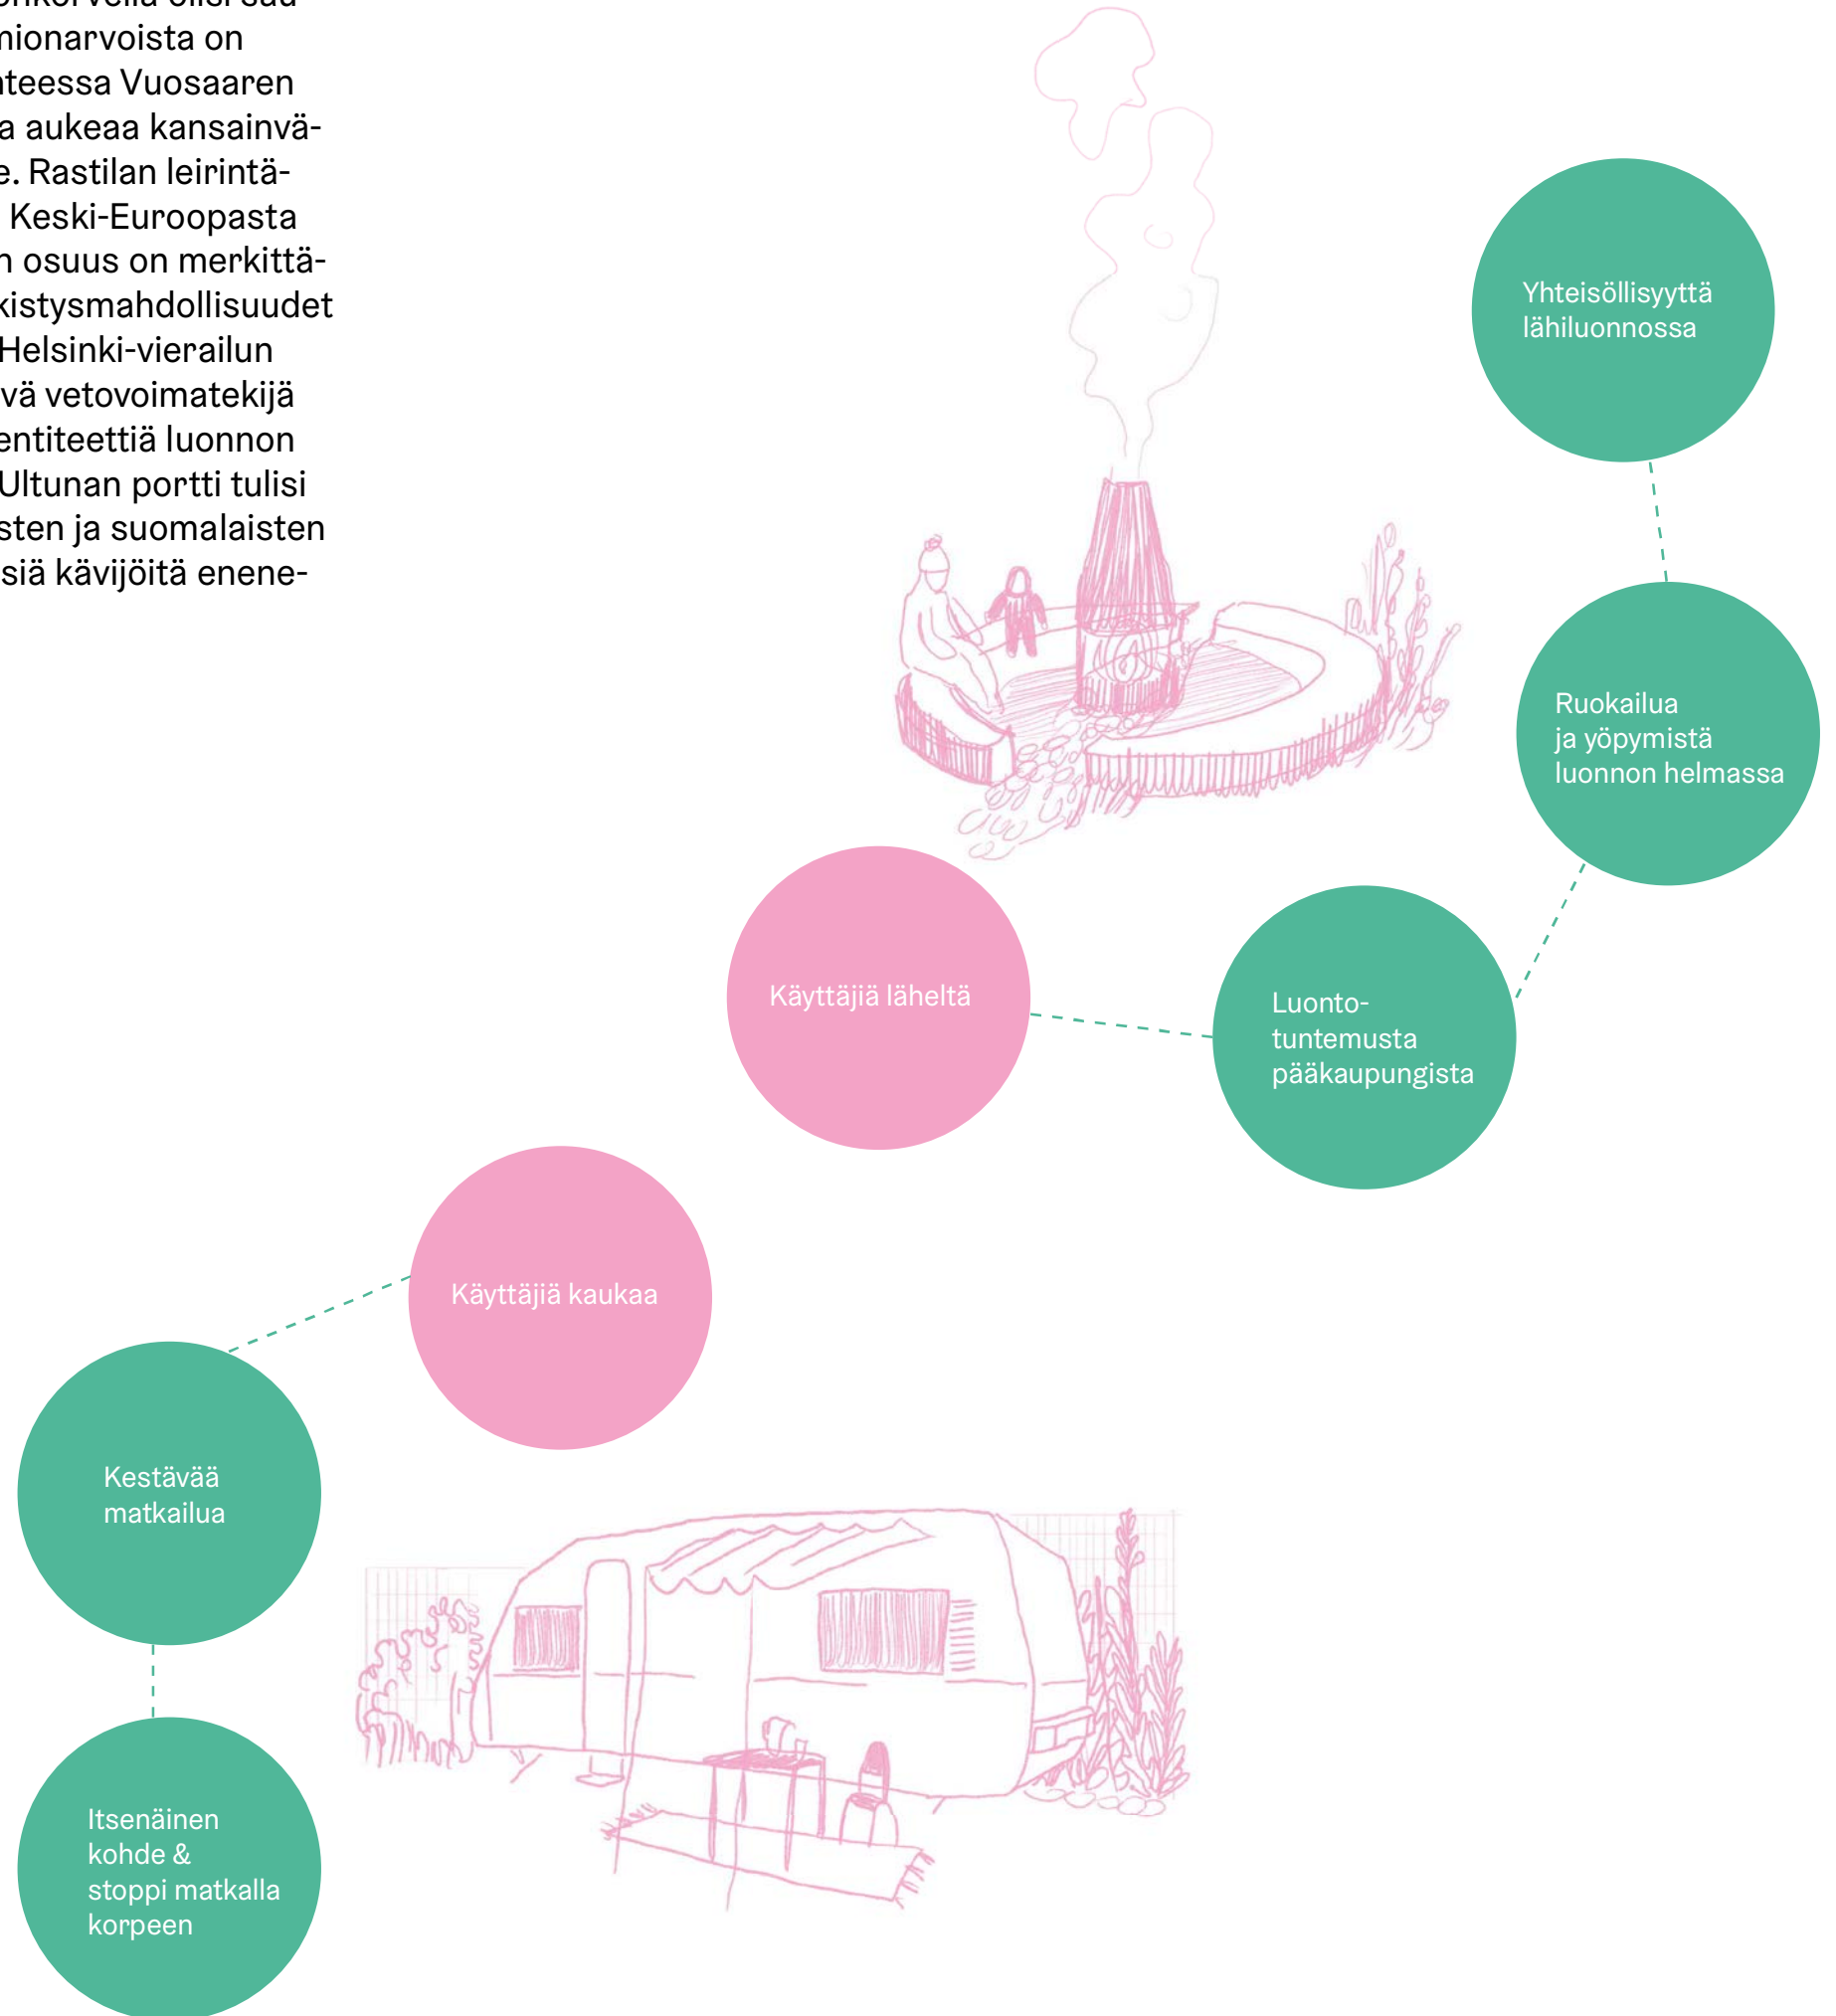 mionarvoista on
teessa Vuosaaren
a aukeaa kansainvä-
e. Rastilan leirintä-
Keski-Euroopasta
n osuus on merkittä-
kistysmahdollisuudet
Helsinki-vierailun
vä vetovoimatekijä
entiteettiä luonnon
Ultunan portti tulisi
sten ja suomalaisten
siä kävijöitä enene-
Yhteisöllisyyttä
lähiluonnossa
Ruokailua
ja yöpymistä
luonnon helmassa
Käyttäjiä läheltä
Luonto-
tuntemusta
pääkaupungista
Käyttäjiä kaukaa
Kestävää
matkailua
Itsenäinen
kohde &
stoppi matkalla
korpeen